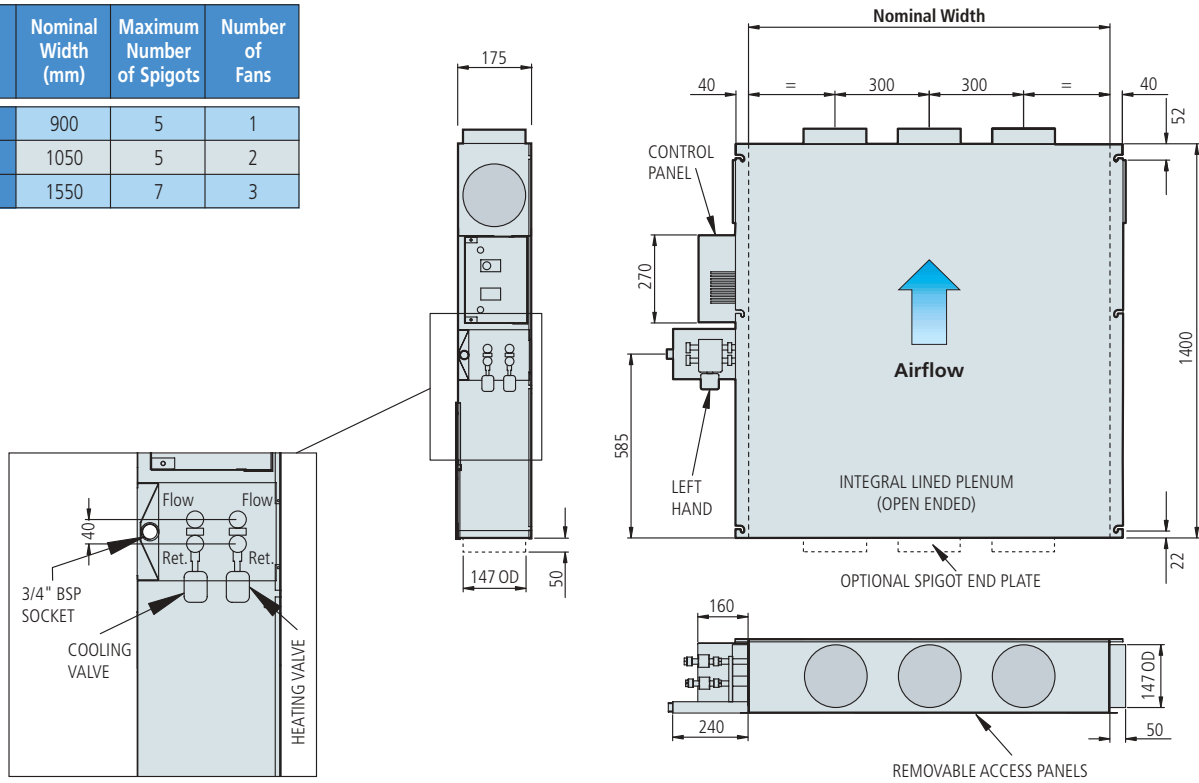 Nominal Width (mm)
Maximum Number of Spigots
Number of Fans
900 5 1
1050 5 2
1550 7 3
175
147 OD
50
Nominal Width
40 = 300 300 = 40
52
CONTROL
PANEL
270
1400
Airflow
585
LEFT
HAND
INTEGRAL LINED PLENUM
(OPEN ENDED)
22
OPTIONAL SPIGOT END PLATE
Flow Flow
40
Ret. Ret.
3/4" BSP
SOCKET
COOLING
VALVE
HEATING VALVE
160
147 OD
240
50
REMOVABLE ACCESS PANELS